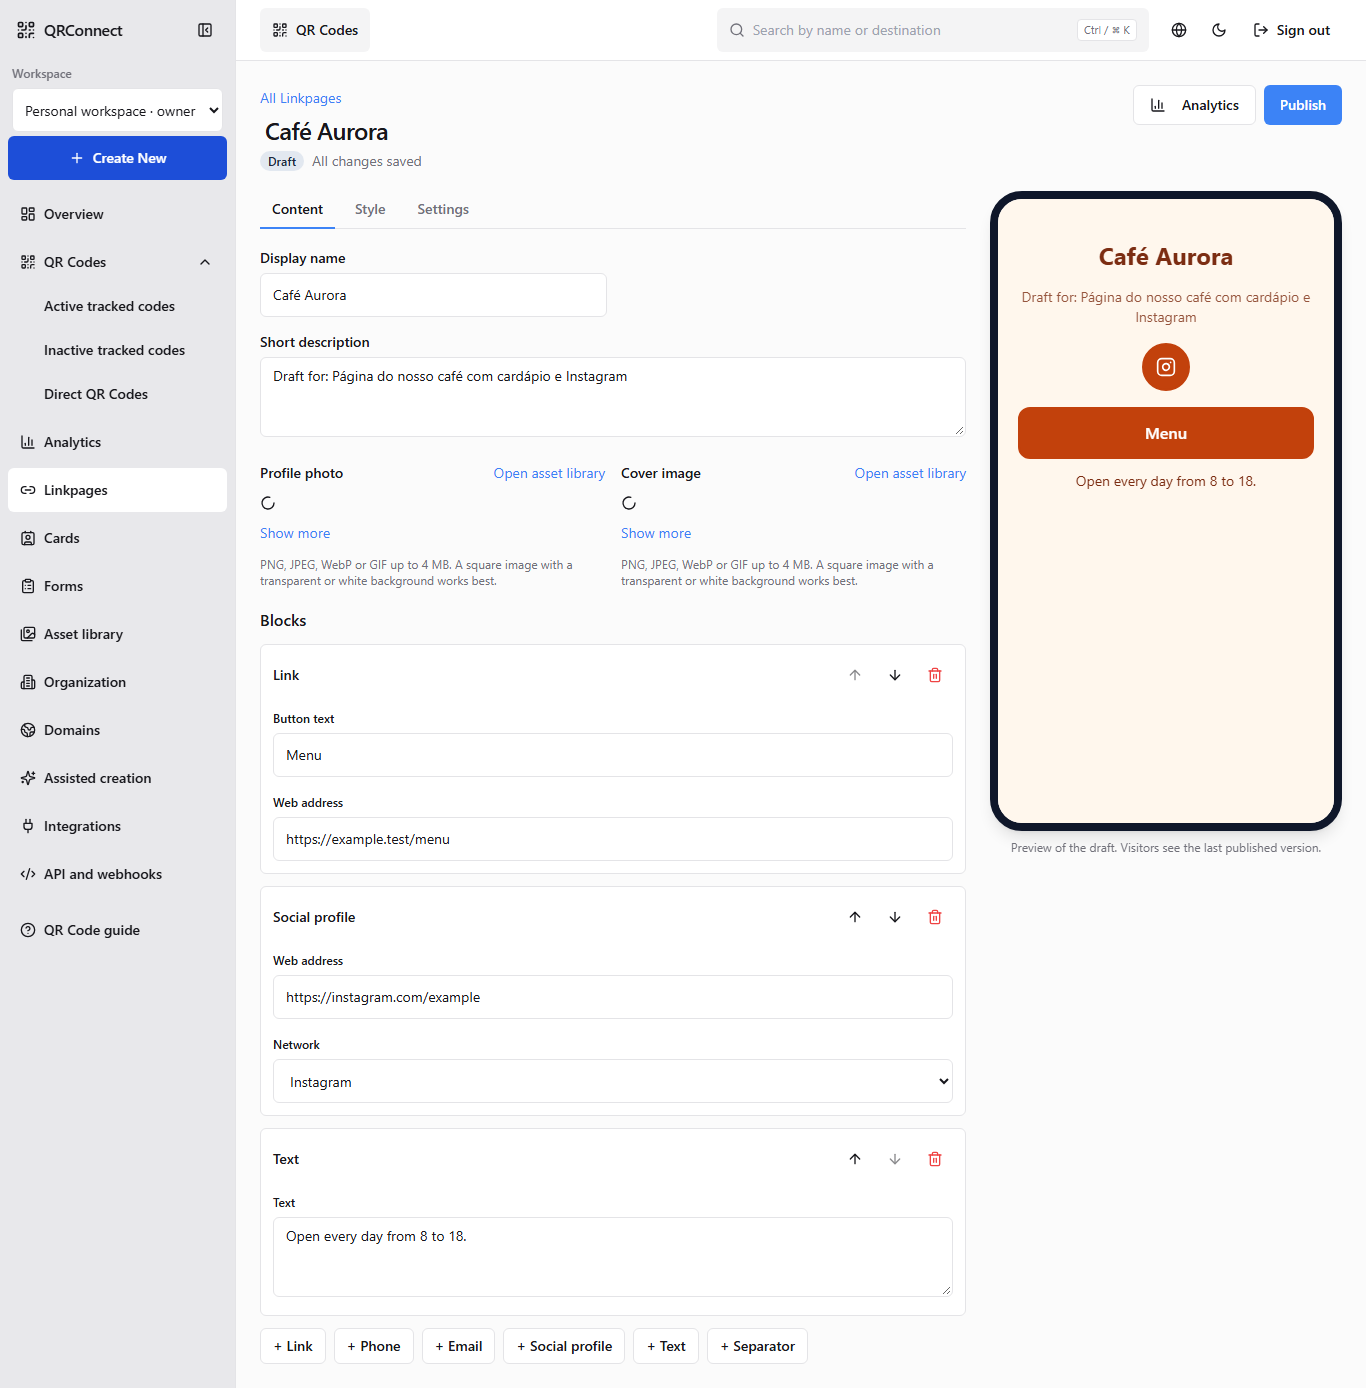 QRConnect
Workspace
Personal workspace · owner
+ Create New
Overview
QR Codes
Active tracked codes
Inactive tracked codes
Direct QR Codes
Analytics
Linkpages
Cards
Forms
Asset library
Organization
Domains
Assisted creation
Integrations
API and webhooks
QR Code guide
QR Codes
Search by name or destination
Ctrl / ⌘ K
Sign out
All Linkpages
Café Aurora
Draft All changes saved
Analytics
Publish
Content Style Settings
Display name
Café Aurora
Short description
Draft for: Página do nosso café com cardápio e Instagram
Profile photo Open asset library
Show more
PNG, JPEG, WebP or GIF up to 4 MB. A square image with a
transparent or white background works best.
Cover image Open asset library
Show more
PNG, JPEG, WebP or GIF up to 4 MB. A square image with a
transparent or white background works best.
Blocks
Link
Button text
Menu
Web address
https://example.test/menu
Social profile
Web address
https://instagram.com/example
Network
Instagram
Text
Text
Open every day from 8 to 18.
+ Link + Phone + Email + Social profile + Text + Separator
Café Aurora
Draft for: Página do nosso café com cardápio e
Instagram
Menu
Open every day from 8 to 18.
Preview of the draft. Visitors see the last published version.